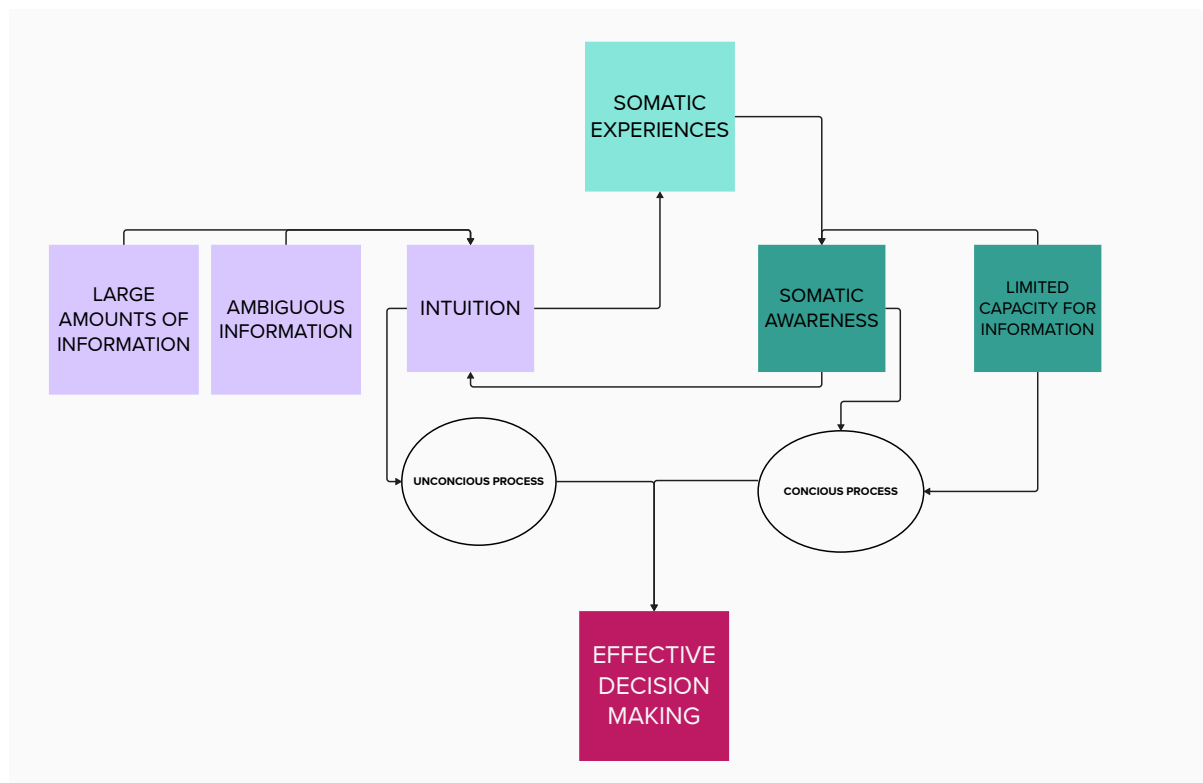 SOMATIC
EXPERIENCES
LARGE
AMOUNTS OF
INFORMATION
AMBIGUOUS
INFORMATION
INTUITION
SOMATIC
AWARENESS
LIMITED
CAPACITY FOR
INFORMATION
UNCONCIOUS PROCESS
CONCIOUS PROCESS
EFFECTIVE
DECISION
MAKING